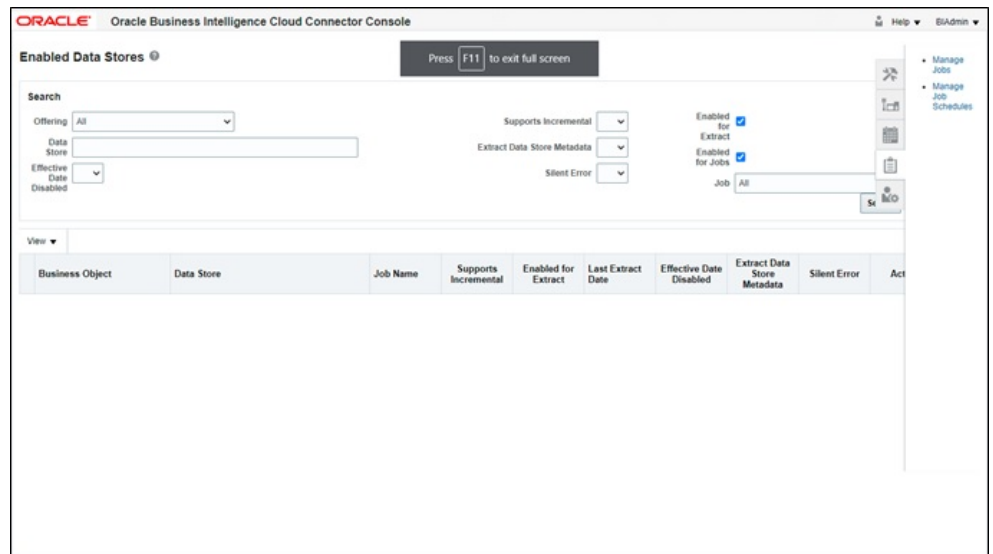 ORACLE® Oracle Business Intelligence Cloud Connector Console Help BIAdmin
Enabled Data Stores
Press F11 to exit full screen
Manage
Jobs
Manage
Job
Schedules
Search
Offering All
Data
Store
Effective
Date
Disabled
Supports Incremental
Extract Data Store Metadata
Silent Error
Enabled
for
Extract
Enabled
for Jobs
Job All
View
Business Object Data Store Job Name Supports Incremental Enabled for Extract Last Extract Date Effective Date Disabled Extract Data Store Metadata Silent Error Act